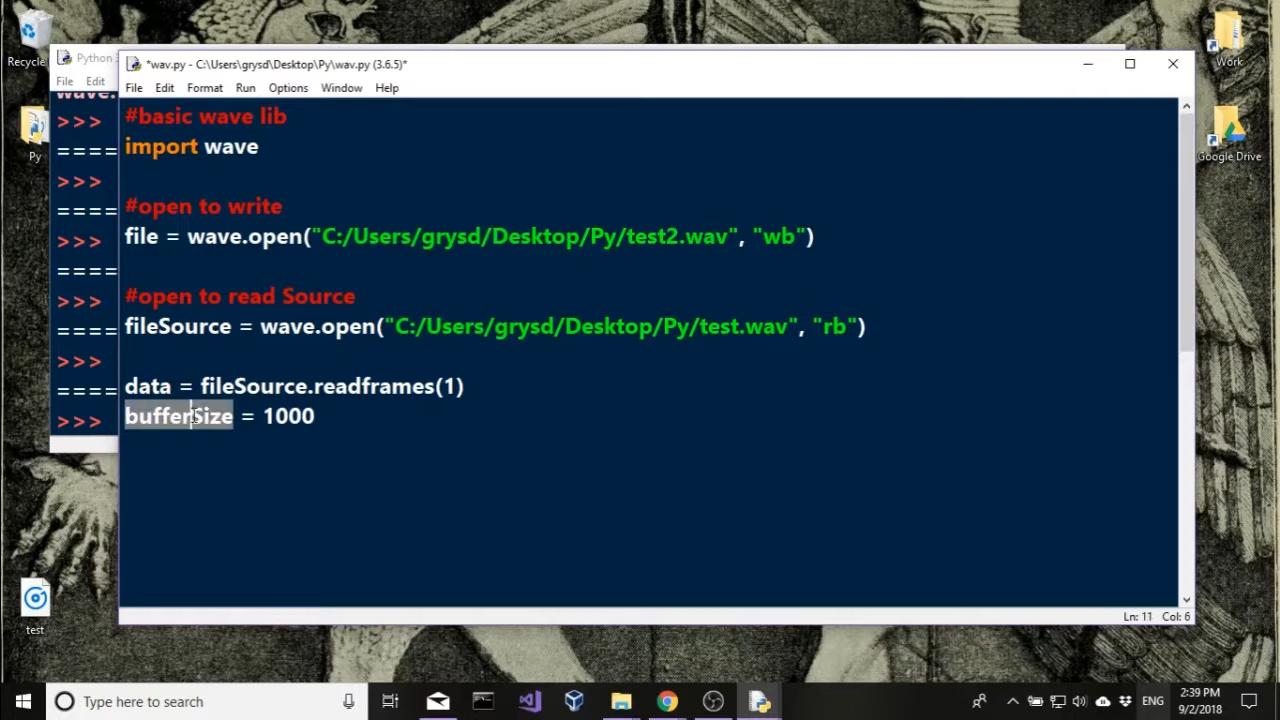 Recycle
Work
Py
Google Drive
test
Python
File Edit
wave.
>>>
====
>>>
====
>>>
====
>>>
====
>>>
====
>>>
*wav.py - C:\Users\grysd\Desktop\Py\wav.py (3.6.5)*
File Edit Format Run Options Window Help
#basic wave lib
import wave
#open to write
file = wave.open("C:/Users/grysd/Desktop/Py/test2.wav", "wb")
#open to read Source
fileSource = wave.open("C:/Users/grysd/Desktop/Py/test.wav", "rb")
data = fileSource.readframes(1)
bufferSize = 1000
Ln: 11 Col: 6
Type here to search
ENG
2:39 PM
9/2/2018